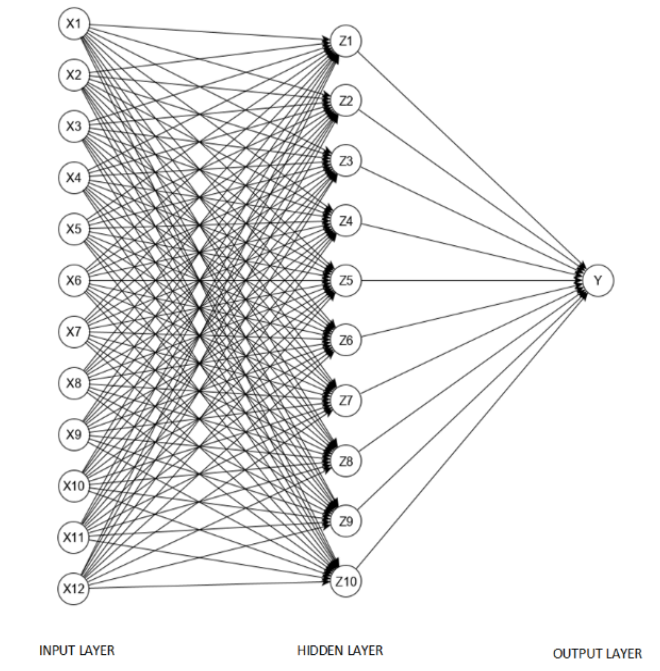 X1
X2
X3
X4
X5
X6
X7
X8
X9
X10
X11
X12
Z1
Z2
Z3
Z4
Z5
Z6
Z7
Z8
Z9
Z10
Y
INPUT LAYER
HIDDEN LAYER
OUTPUT LAYER